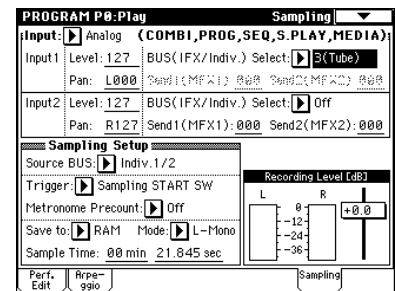 PROGRAM P0:Play Sampling
Input: Analog (COMBI,PROG,SEQ,S.PLAY,MEDIA)
Input1 Level: 127 BUS(IFX/Indiv.) Select: 3(Tube)
Pan: L000 Send1(MFX1): 000 Send2(MFX2): 000
Input2 Level: 127 BUS(IFX/Indiv.) Select: Off
Pan: R127 Send1(MFX1): 000 Send2(MFX2): 000
Sampling Setup
Source BUS: Indiv.1/2
Trigger: Sampling START SW
Metronome Precount: Off
Save to: RAM Mode: L-Mono
Sample Time: 00 min 21.845 sec
Recording Level [dB]
L R
0
+0.0
-12
-24
-36
Perf. Edit
Arpe- ggio
Sampling